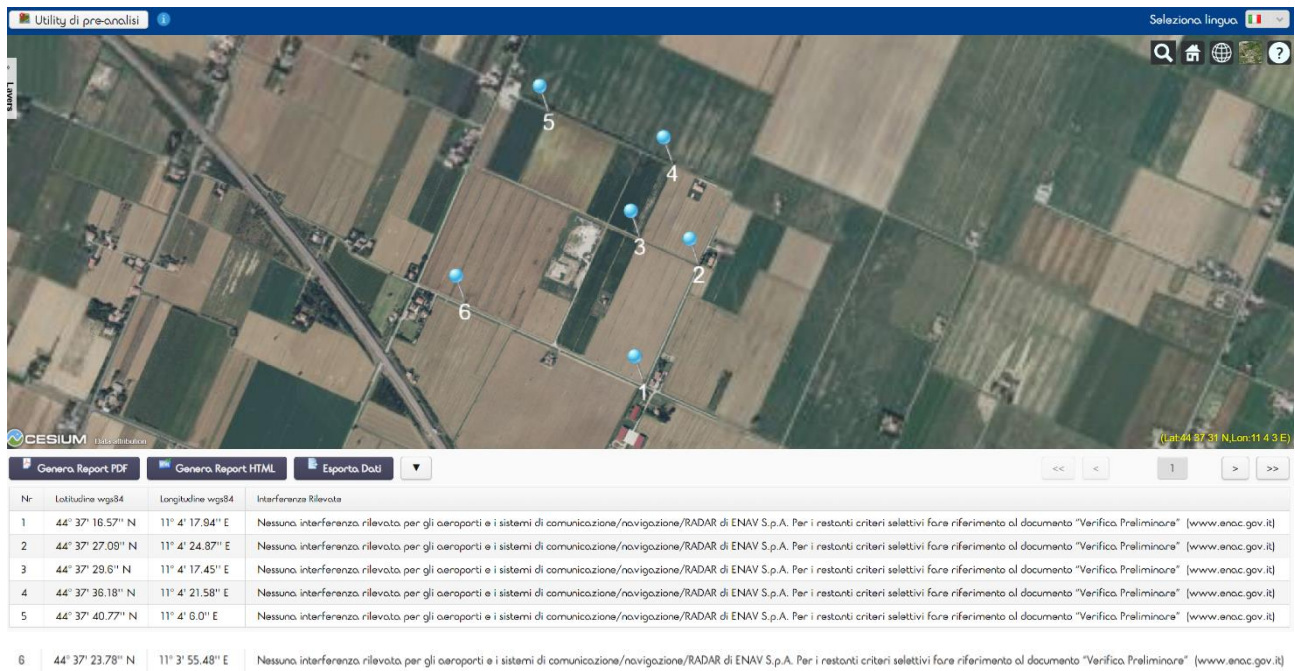 Utility di pre-analisi
Seleziona lingua
Layers
5
4
3
2
6
1
CESIUM Data attribution
(Lat:44 37 31 N,Lon:11 4 3 E)
Genera Report PDF Genera Report HTML Esporta Dati ▼ << < 1 > >>
Nr Latitudine wgs84 Longitudine wgs84 Interferenza Rilevata
1 44° 37' 16.57'' N 11° 4' 17.94'' E Nessuna interferenza rilevata per gli aeroporti e i sistemi di comunicazione/navigazione/RADAR di ENAV S.p.A. Per i restanti criteri selettivi fare riferimento al documento "Verifica Preliminare" (www.enac.gov.it)
2 44° 37' 27.09'' N 11° 4' 24.87'' E Nessuna interferenza rilevata per gli aeroporti e i sistemi di comunicazione/navigazione/RADAR di ENAV S.p.A. Per i restanti criteri selettivi fare riferimento al documento "Verifica Preliminare" (www.enac.gov.it)
3 44° 37' 29.6'' N 11° 4' 17.45'' E Nessuna interferenza rilevata per gli aeroporti e i sistemi di comunicazione/navigazione/RADAR di ENAV S.p.A. Per i restanti criteri selettivi fare riferimento al documento "Verifica Preliminare" (www.enac.gov.it)
4 44° 37' 36.18'' N 11° 4' 21.58'' E Nessuna interferenza rilevata per gli aeroporti e i sistemi di comunicazione/navigazione/RADAR di ENAV S.p.A. Per i restanti criteri selettivi fare riferimento al documento "Verifica Preliminare" (www.enac.gov.it)
5 44° 37' 40.77'' N 11° 4' 6.0'' E Nessuna interferenza rilevata per gli aeroporti e i sistemi di comunicazione/navigazione/RADAR di ENAV S.p.A. Per i restanti criteri selettivi fare riferimento al documento "Verifica Preliminare" (www.enac.gov.it)
6 44° 37' 23.78'' N 11° 3' 55.48'' E Nessuna interferenza rilevata per gli aeroporti e i sistemi di comunicazione/navigazione/RADAR di ENAV S.p.A. Per i restanti criteri selettivi fare riferimento al documento "Verifica Preliminare" (www.enac.gov.it)